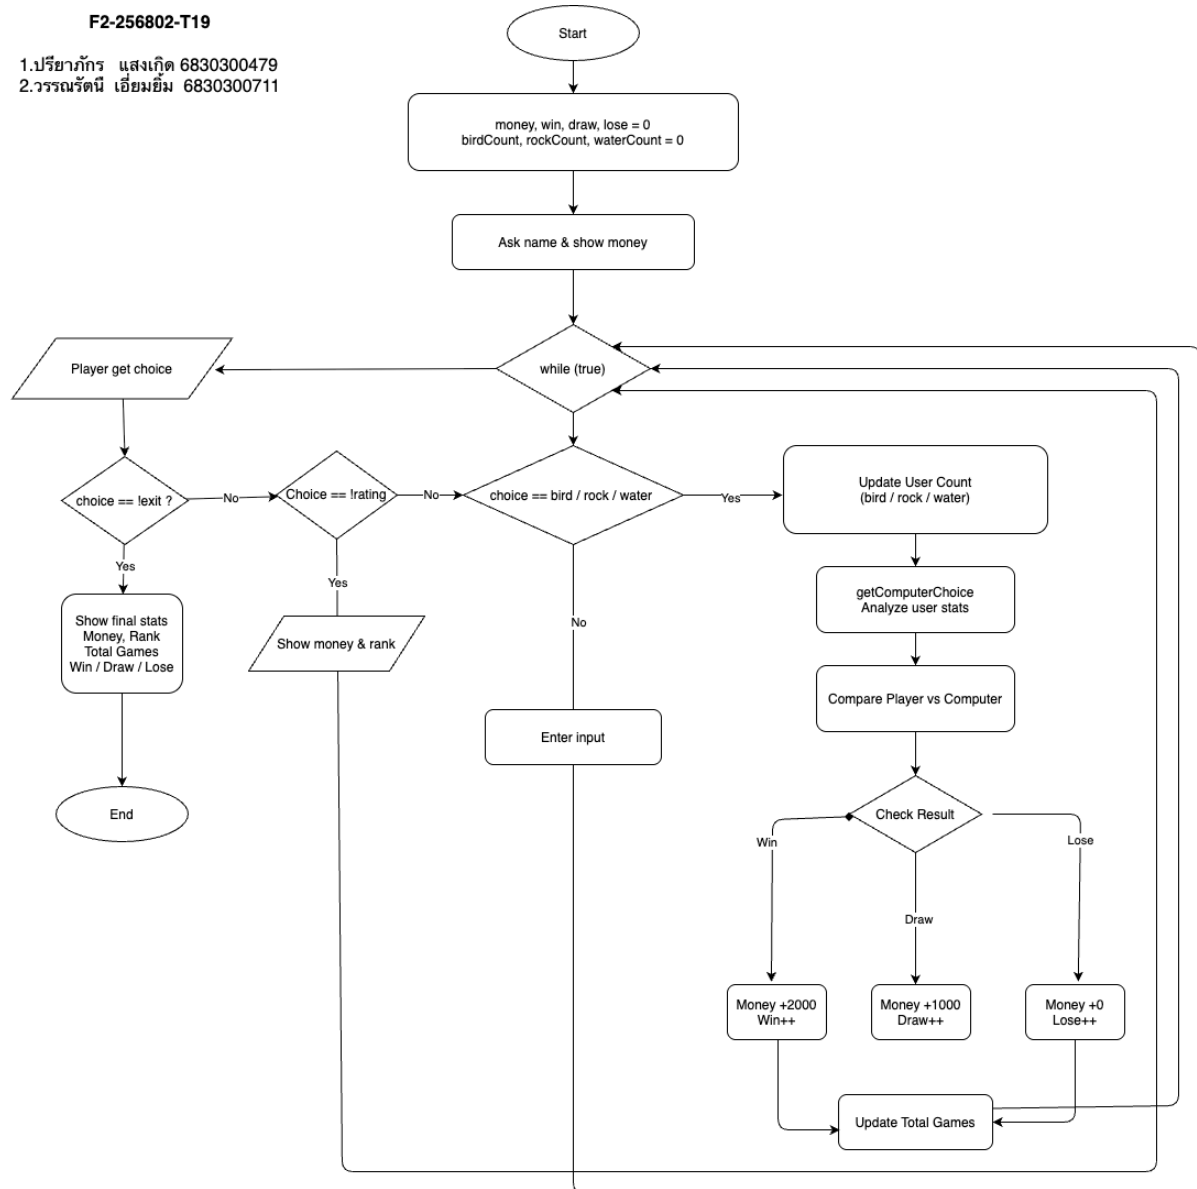 F2-256802-T19
1.ปรียาภัทร แสงเกิด 6830300479
2.วรรณรัตน์ เอี่ยมยิ้ม 6830300711
Start
money, win, draw, lose = 0
birdCount, rockCount, waterCount = 0
Ask name & show money
while (true)
Player get choice
choice == !exit ?
No
Choice == !rating
No
choice == bird / rock / water
Yes
Update User Count
(bird / rock / water)
Yes
Show final stats
Money, Rank
Total Games
Win / Draw / Lose
End
Yes
Show money & rank
No
Enter input
getComputerChoice
Analyze user stats
Compare Player vs Computer
Check Result
Win
Draw
Lose
Money +2000
Win++
Money +1000
Draw++
Money +0
Lose++
Update Total Games